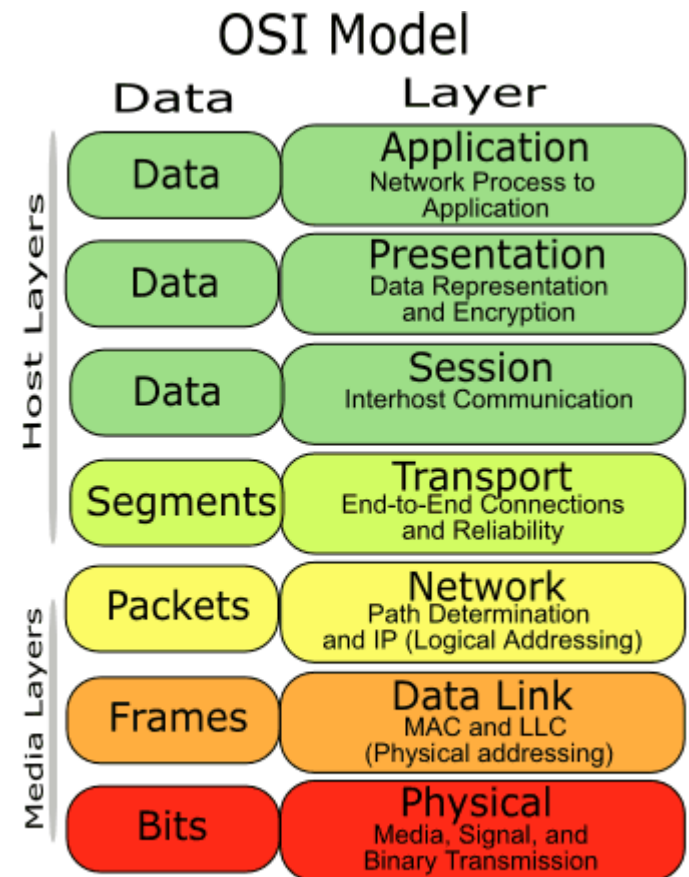 OSI Model
Data
Layer
Host Layers
Data
Application
Network Process to
Application
Data
Presentation
Data Representation
and Encryption
Data
Session
Interhost Communication
Segments
Transport
End-to-End Connections
and Reliability
Media Layers
Packets
Network
Path Determination
and IP (Logical Addressing)
Frames
Data Link
MAC and LLC
(Physical addressing)
Bits
Physical
Media, Signal, and
Binary Transmission